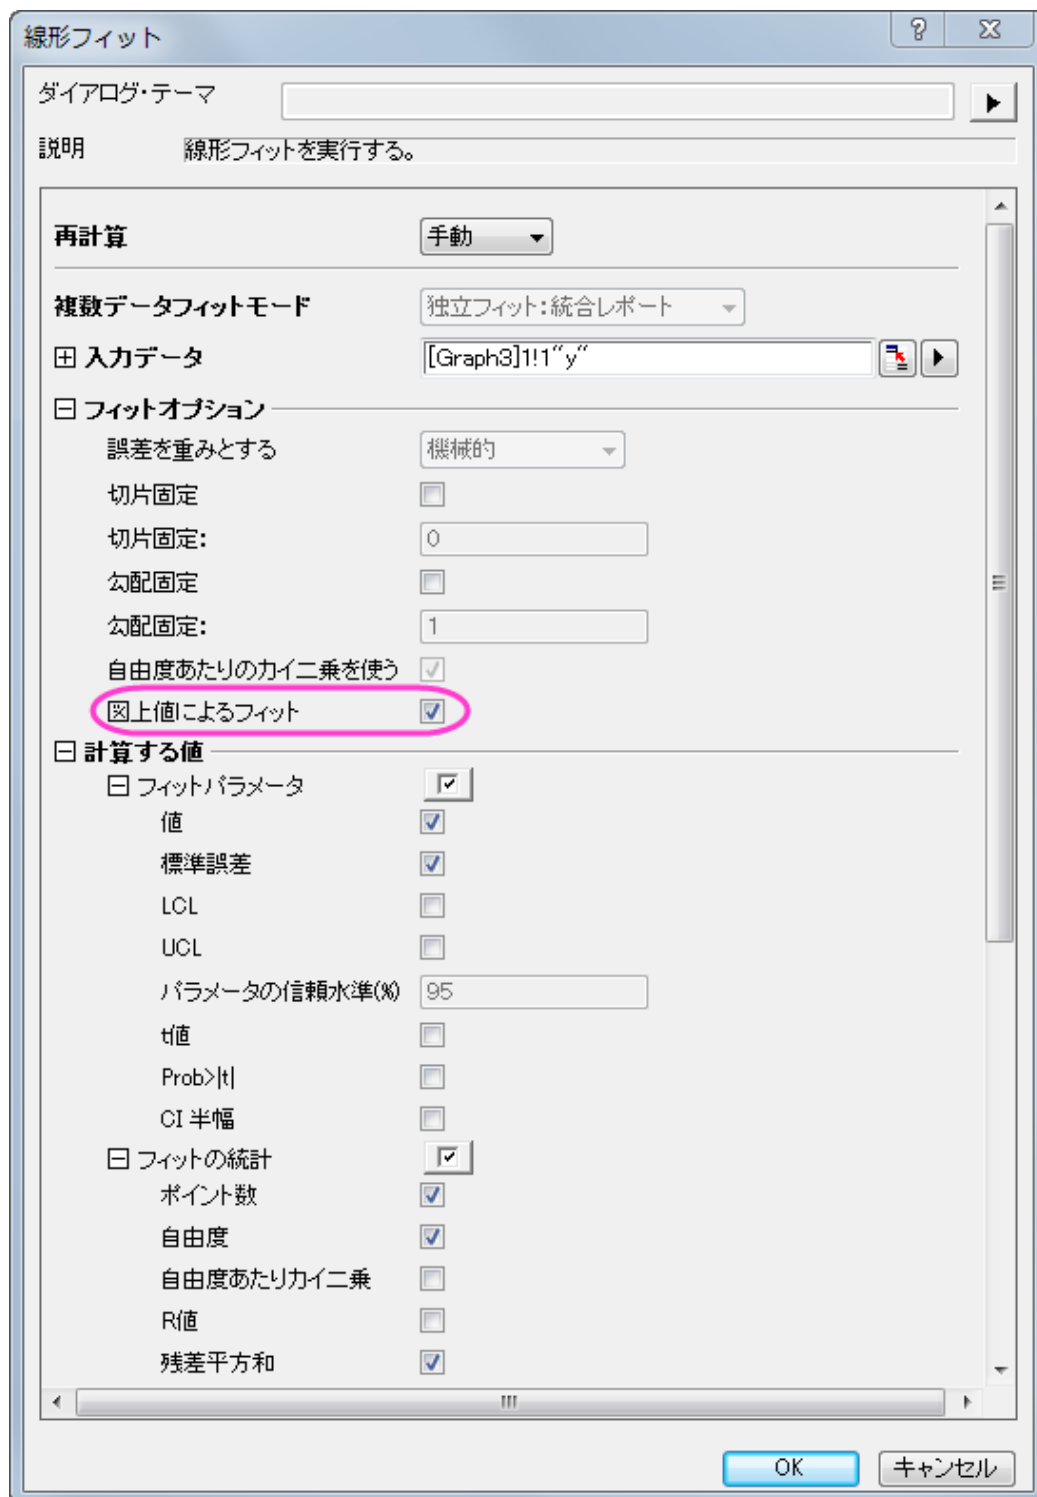 線形フィット
ダイアログ・テーマ
説明 線形フィットを実行する。
再計算 手動
複数データフィットモード 独立フィット：統合レポート
入力データ [Graph3]1!1"y"
フィットオプション
誤差を重みとする 機械的
切片固定
切片固定: 0
勾配固定
勾配固定: 1
自由度あたりのカイ二乗を使う
図上値によるフィット
計算する値
フィットパラメータ
値
標準誤差
LCL
UCL
パラメータの信頼水準(%) 95
t値
Prob>|t|
CI 半幅
フィットの統計
ポイント数
自由度
自由度あたりカイ二乗
R値
残差平方和
OK キャンセル